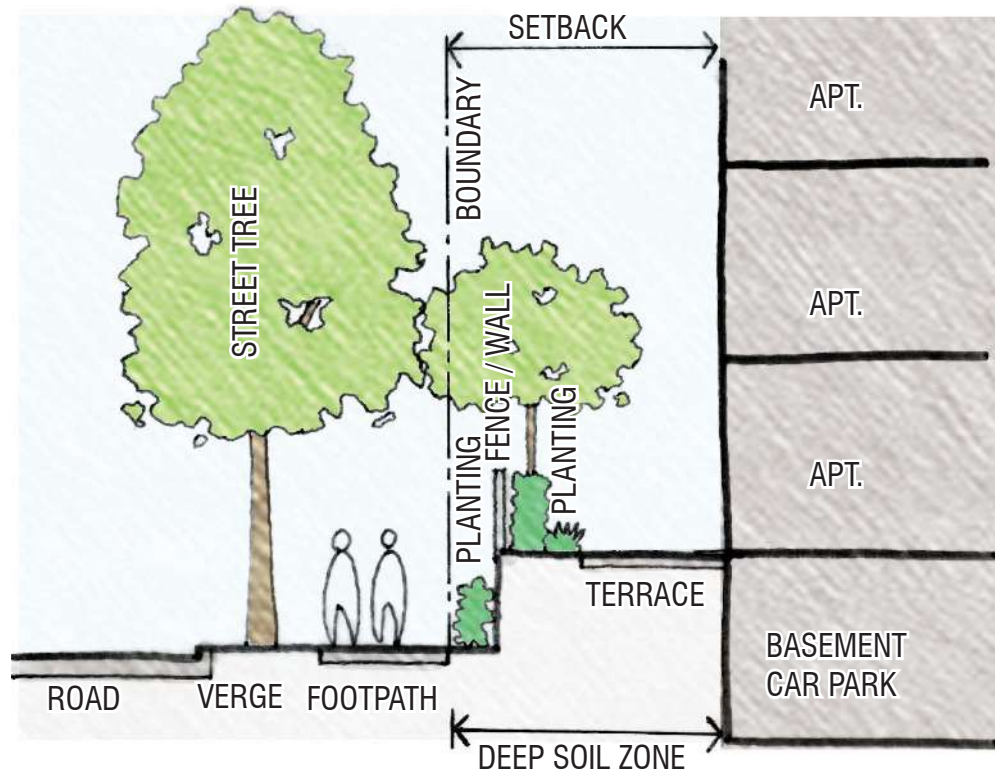 SETBACK
APT.
BOUNDARY
STREET TREE
APT.
FENCE / WALL
PLANTING
PLANTING
APT.
TERRACE
BASEMENT
CAR PARK
ROAD
VERGE
FOOTPATH
DEEP SOIL ZONE